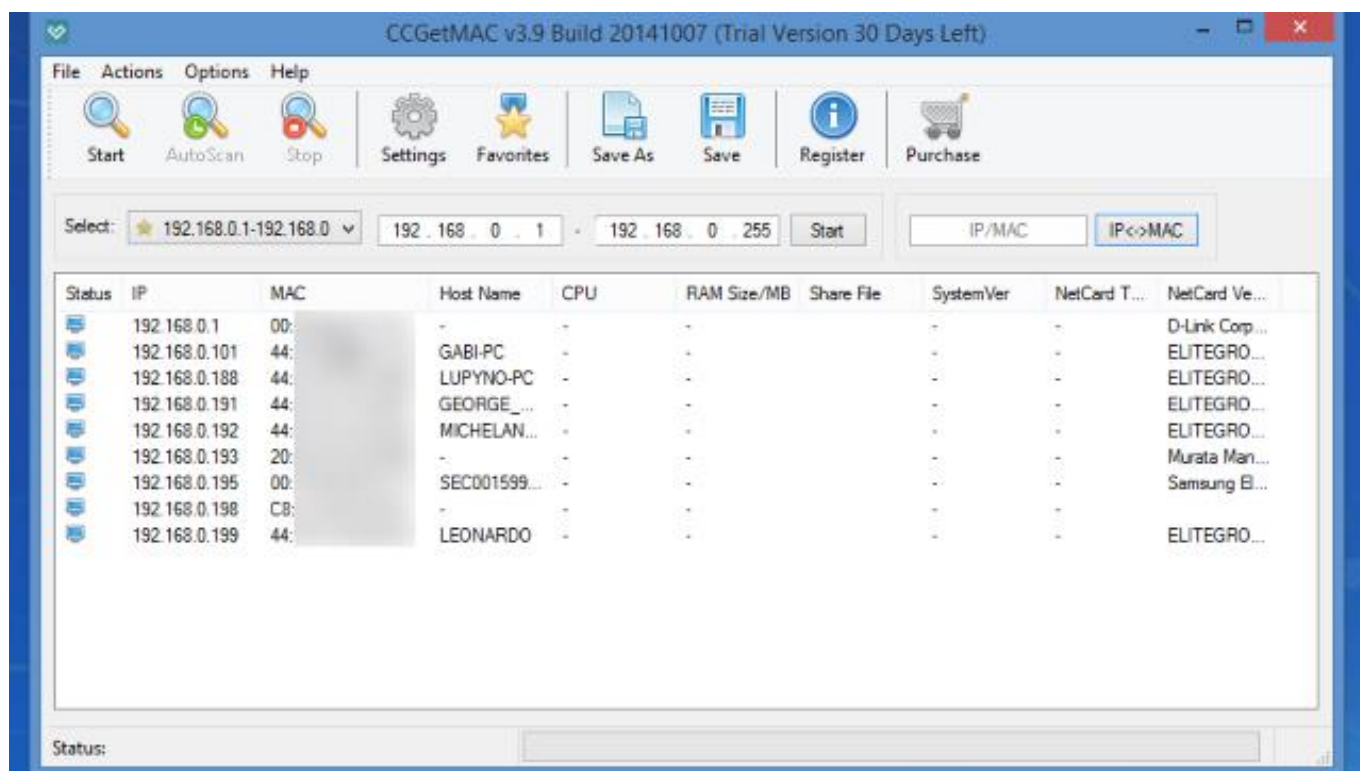 CCGetMAC v3.9 Build 20141007 (Trial Version 30 Days Left)
File Actions Options Help
Start AutoScan Stop Settings Favorites Save As Save Register Purchase
Select: 192.168.0.1-192.168.0 192 . 168 . 0 . 1 - 192 . 168 . 0 . 255 Start IP/MAC IP<->MAC
Status IP MAC Host Name CPU RAM Size/MB Share File SystemVer NetCard T... NetCard Ve...
192.168.0.1 00: - - - - - D-Link Corp...
192.168.0.101 44: GABI-PC - - - - ELITEGRO...
192.168.0.188 44: LUPYNO-PC - - - - ELITEGRO...
192.168.0.191 44: GEORGE_... - - - - ELITEGRO...
192.168.0.192 44: MICHELAN... - - - - ELITEGRO...
192.168.0.193 20: - - - - - Murata Man...
192.168.0.195 00: SEC001599... - - - - Samsung El...
192.168.0.198 C8: - - - - -
192.168.0.199 44: LEONARDO - - - - ELITEGRO...
Status: